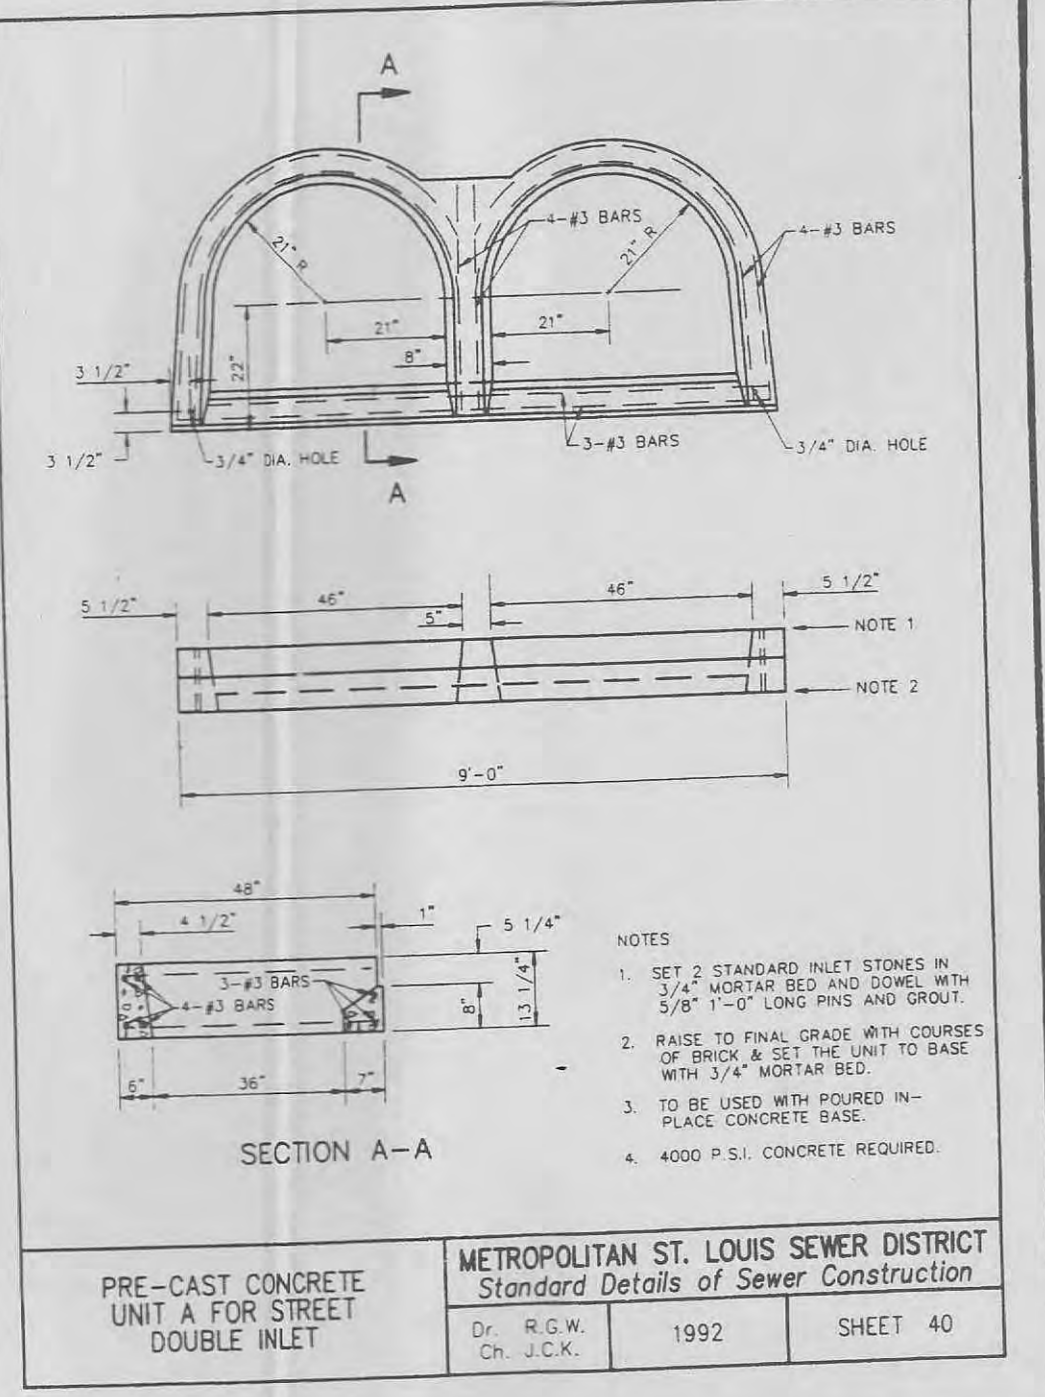 A
4-#3 BARS
4-#3 BARS
21" R
21" R
21"
21"
22"
8"
3 1/2"
3 1/2"
3/4" DIA. HOLE
3-#3 BARS
3/4" DIA. HOLE
A
5 1/2"
46"
5"
46"
5 1/2"
NOTE 1
NOTE 2
9'-0"
48"
4 1/2"
1"
5 1/4"
3-#3 BARS
4-#3 BARS
8"
13 1/4"
6"
36"
7"
SECTION A-A
NOTES
1. SET 2 STANDARD INLET STONES IN
3/4" MORTAR BED AND DOWEL WITH
5/8" 1'-0" LONG PINS AND GROUT.
2. RAISE TO FINAL GRADE WITH COURSES
OF BRICK & SET THE UNIT TO BASE
WITH 3/4" MORTAR BED.
3. TO BE USED WITH POURED IN-
PLACE CONCRETE BASE.
4. 4000 P.S.I. CONCRETE REQUIRED.
PRE-CAST CONCRETE
UNIT A FOR STREET
DOUBLE INLET
METROPOLITAN ST. LOUIS SEWER DISTRICT
Standard Details of Sewer Construction
Dr. R.G.W.
Ch. J.C.K.
1992
SHEET 40